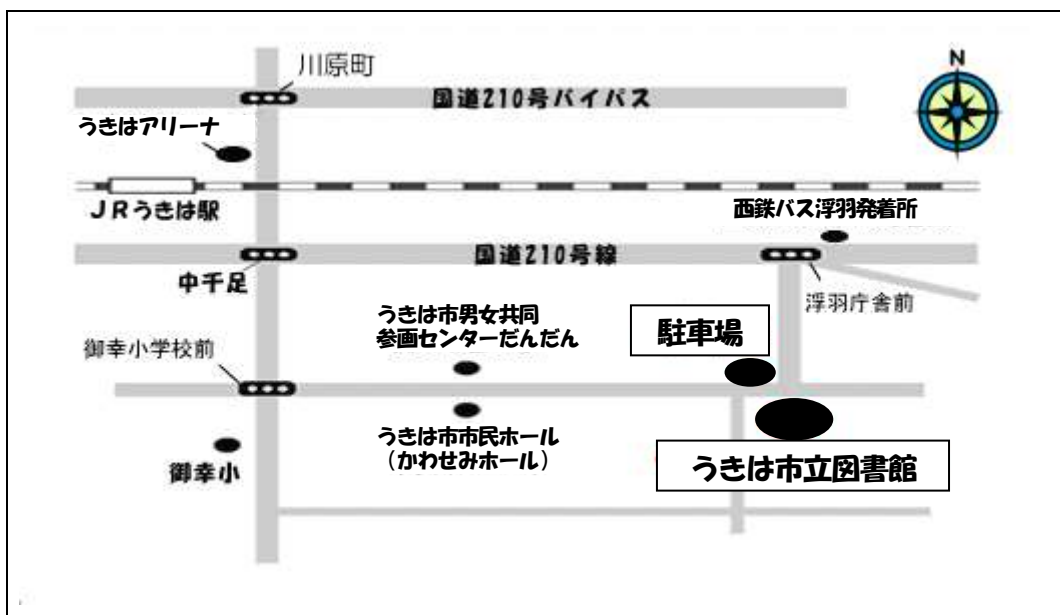 N
川原町
国道210号バイパス
うきはアリーナ
JRうきは駅
西鉄バス浮羽発着所
国道210号線
中千足
浮羽庁舎前
うきは市男女共同
参画センターだんだん
駐車場
御幸小学校前
うきは市市民ホール
（かわせみホール）
御幸小
うきは市立図書館